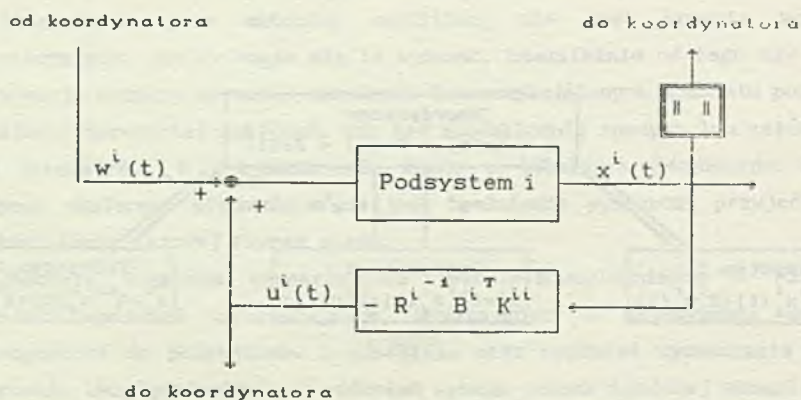 od koordynatora
do koordynatora
|| ||
w^i(t)
+
+
Podsystem i
x^i(t)
u^i(t)
- R^{i^{-1}} B^{i^T} K^{ii}
do koordynatora